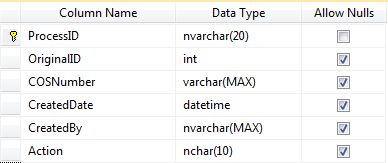 Column Name Data Type Allow Nulls
ProcessID nvarchar(20)
OriginalID int
COSNumber varchar(MAX)
CreatedDate datetime
CreatedBy nvarchar(MAX)
Action nchar(10)